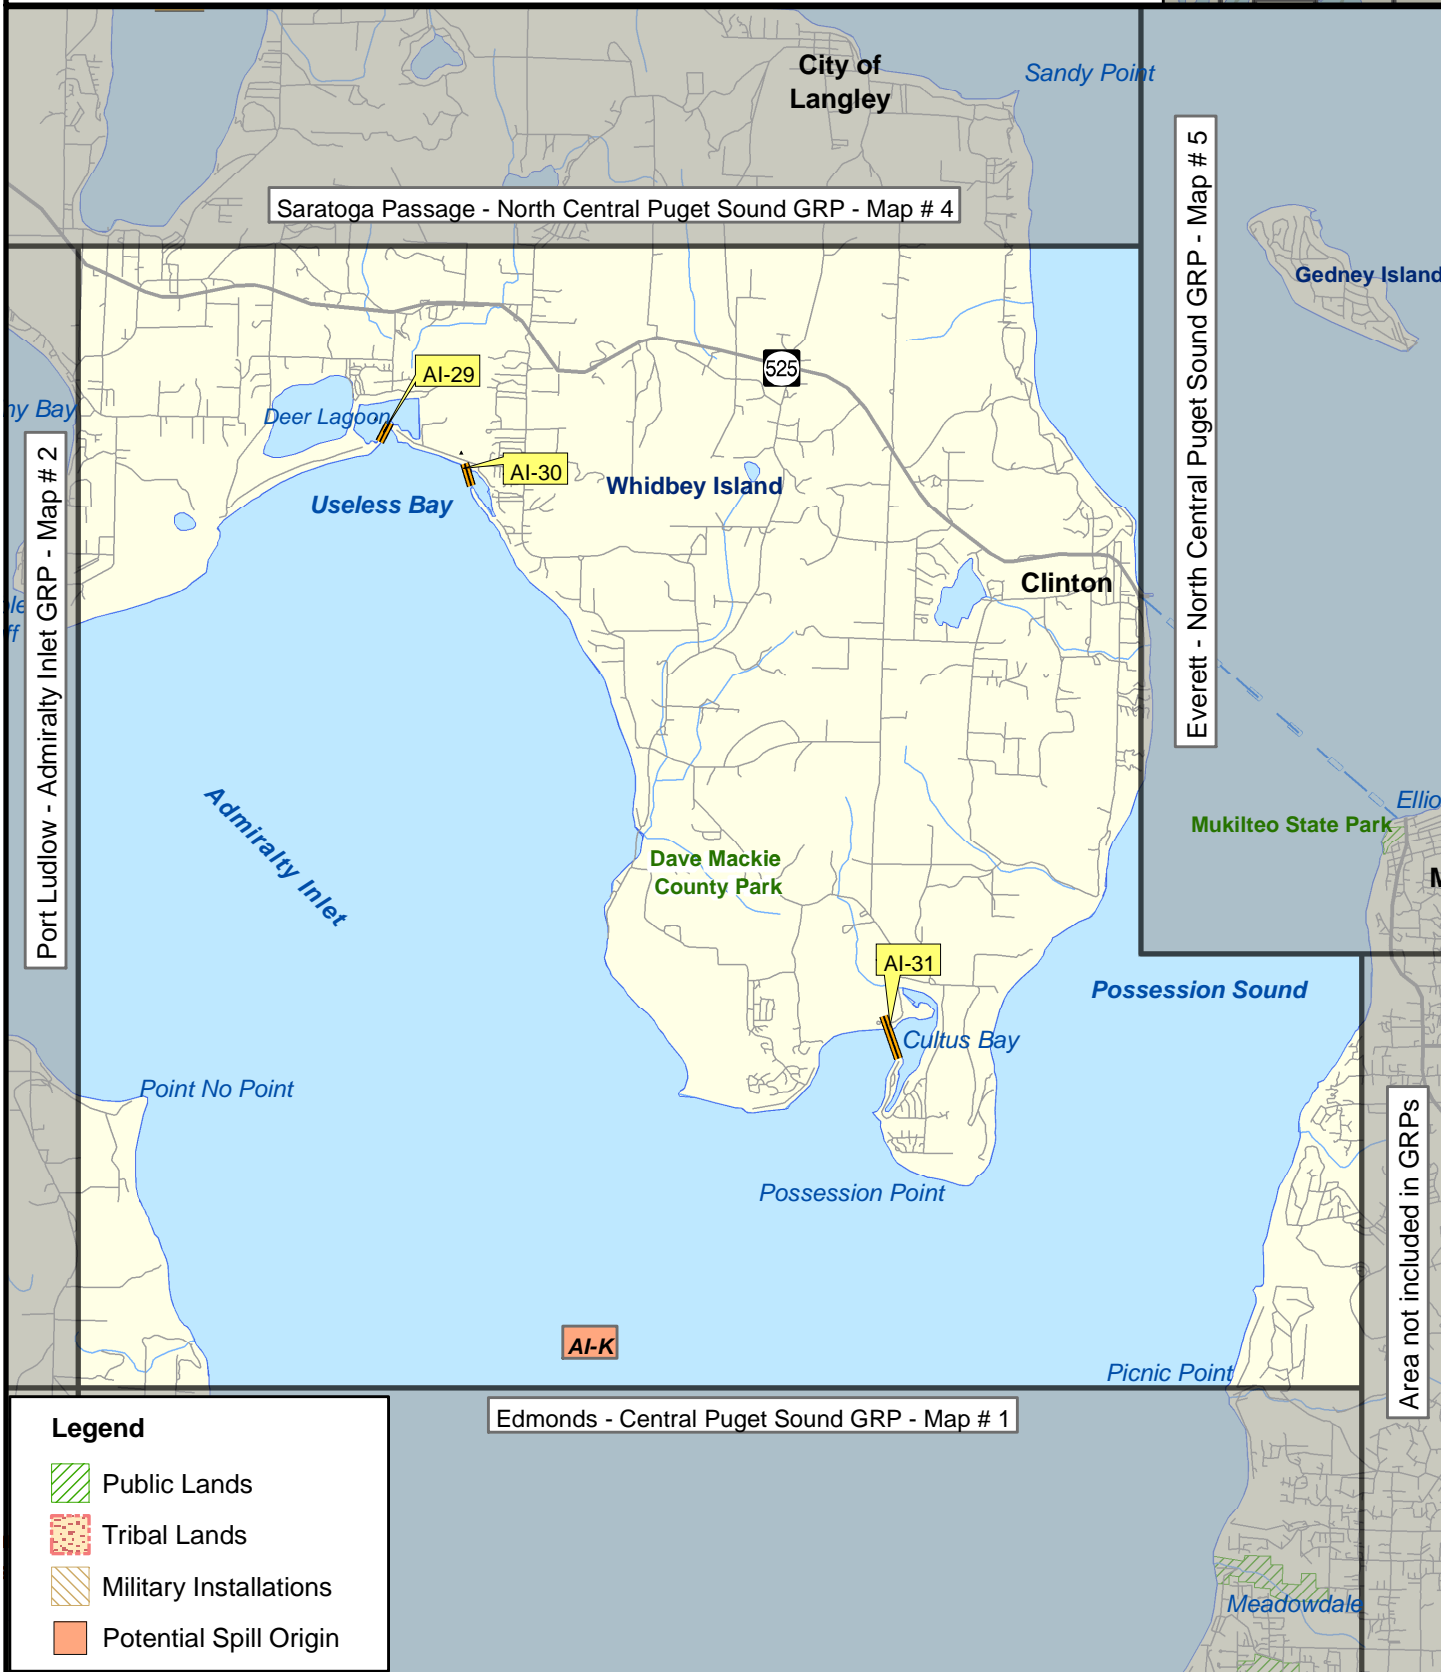 City of
Langley
Sandy Point
Saratoga Passage - North Central Puget Sound GRP - Map # 4
Everett - North Central Puget Sound GRP - Map # 5
Gedney Island
525
AI-29
Deer Lagoon
ny Bay
AI-30
Whidbey Island
Useless Bay
Port Ludlow - Admiralty Inlet GRP - Map # 2
Clinton
ff
Admiralty Inlet
Ellio
Mukilteo State Park
Dave Mackie
County Park
M
AI-31
Possession Sound
Cultus Bay
Point No Point
Possession Point
Area not included in GRPs
AI-K
Picnic Point
Edmonds - Central Puget Sound GRP - Map # 1
Legend
Public Lands
Tribal Lands
Military Installations
Potential Spill Origin
Meadowdale